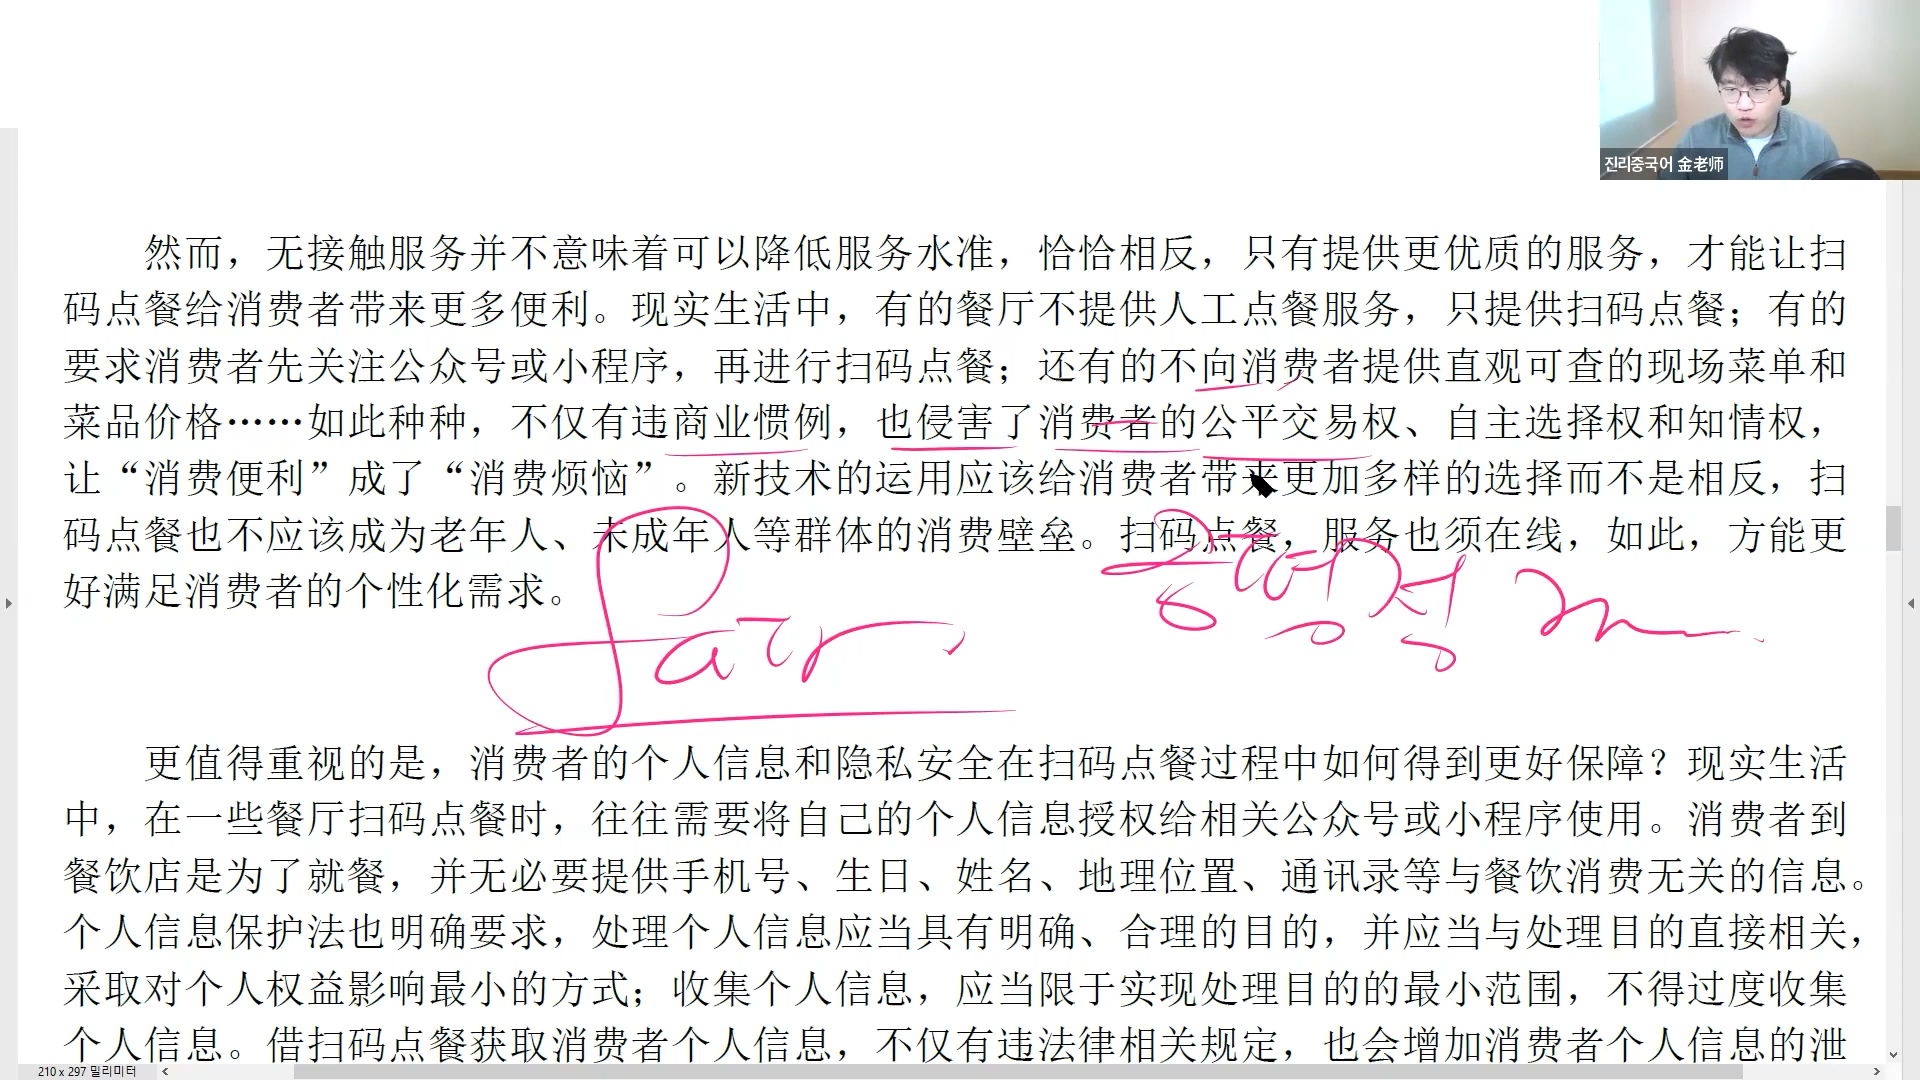 진리중국어 金老师
然而，无接触服务并不意味着可以降低服务水准，恰恰相反，只有提供更优质的服务，才能让扫
码点餐给消费者带来更多便利。现实生活中，有的餐厅不提供人工点餐服务，只提供扫码点餐；有的
要求消费者先关注公众号或小程序，再进行扫码点餐；还有的不向消费者提供直观可查的现场菜单和
菜品价格……如此种种，不仅有违商业惯例，也侵害了消费者的公平交易权、自主选择权和知情权，
让“消费便利”成了“消费烦恼”。新技术的运用应该给消费者带来更加多样的选择而不是相反，扫
码点餐也不应该成为老年人、未成年人等群体的消费壁垒。扫码点餐，服务也须在线，如此，方能更
好满足消费者的个性化需求。
更值得重视的是，消费者的个人信息和隐私安全在扫码点餐过程中如何得到更好保障？现实生活
中，在一些餐厅扫码点餐时，往往需要将自己的个人信息授权给相关公众号或小程序使用。消费者到
餐饮店是为了就餐，并无必要提供手机号、生日、姓名、地理位置、通讯录等与餐饮消费无关的信息。
个人信息保护法也明确要求，处理个人信息应当具有明确、合理的目的，并应当与处理目的直接相关，
采取对个人权益影响最小的方式；收集个人信息，应当限于实现处理目的的最小范围，不得过度收集
个人信息。借扫码点餐获取消费者个人信息，不仅有违法律相关规定，也会增加消费者个人信息的泄
210 x 297 밀리미터